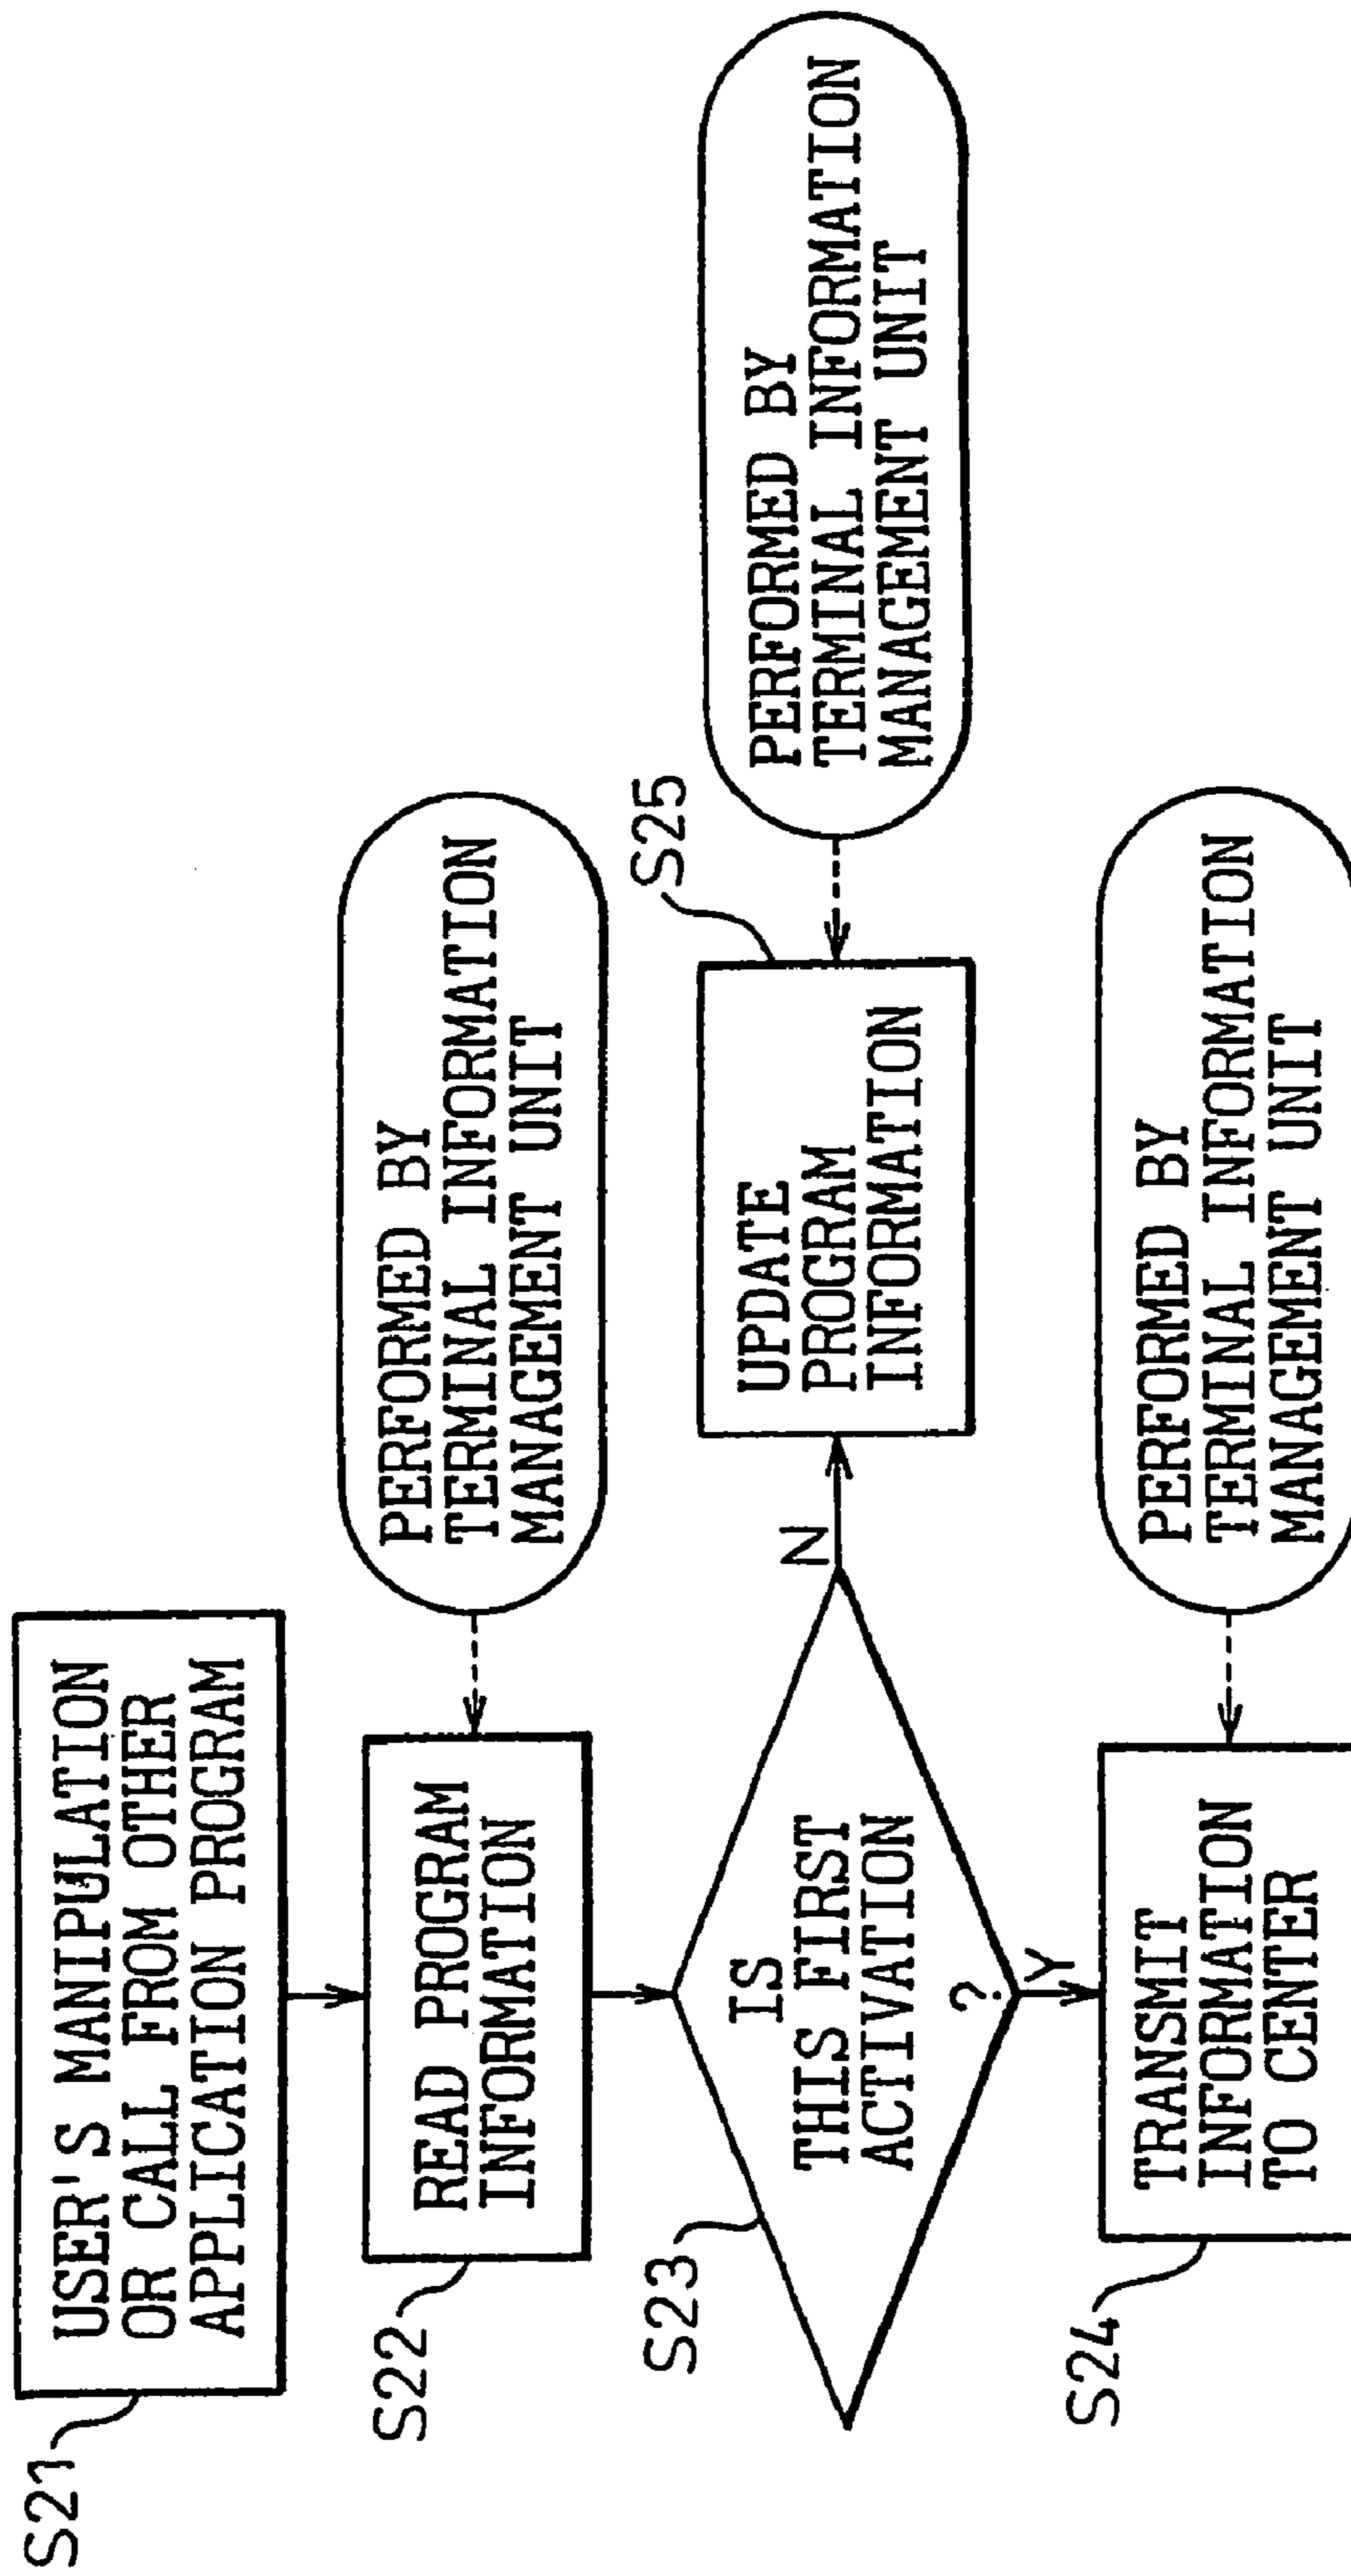 S21
USER'S MANIPULATION
OR CALL FROM OTHER
APPLICATION PROGRAM
S22
READ PROGRAM
INFORMATION
PERFORMED BY
TERMINAL INFORMATION
MANAGEMENT UNIT
S23
IS
THIS FIRST
ACTIVATION
?
N
Y
S25
UPDATE
PROGRAM
INFORMATION
PERFORMED BY
TERMINAL INFORMATION
MANAGEMENT UNIT
S24
TRANSMIT
INFORMATION
TO CENTER
PERFORMED BY
TERMINAL INFORMATION
MANAGEMENT UNIT